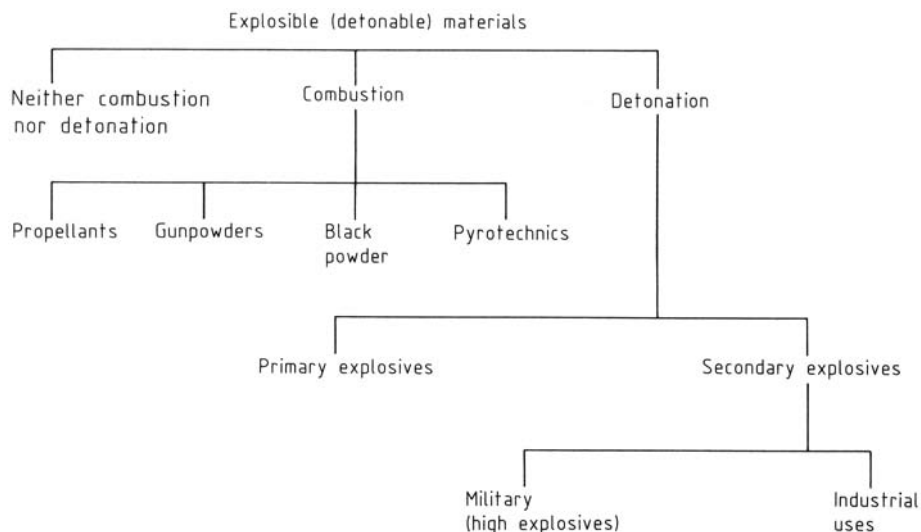 Explosible (detonable) materials
Neither combustion
nor detonation
Combustion
Detonation
Propellants
Gunpowders
Black
powder
Pyrotechnics
Primary explosives
Secondary explosives
Military
(high explosives)
Industrial
uses